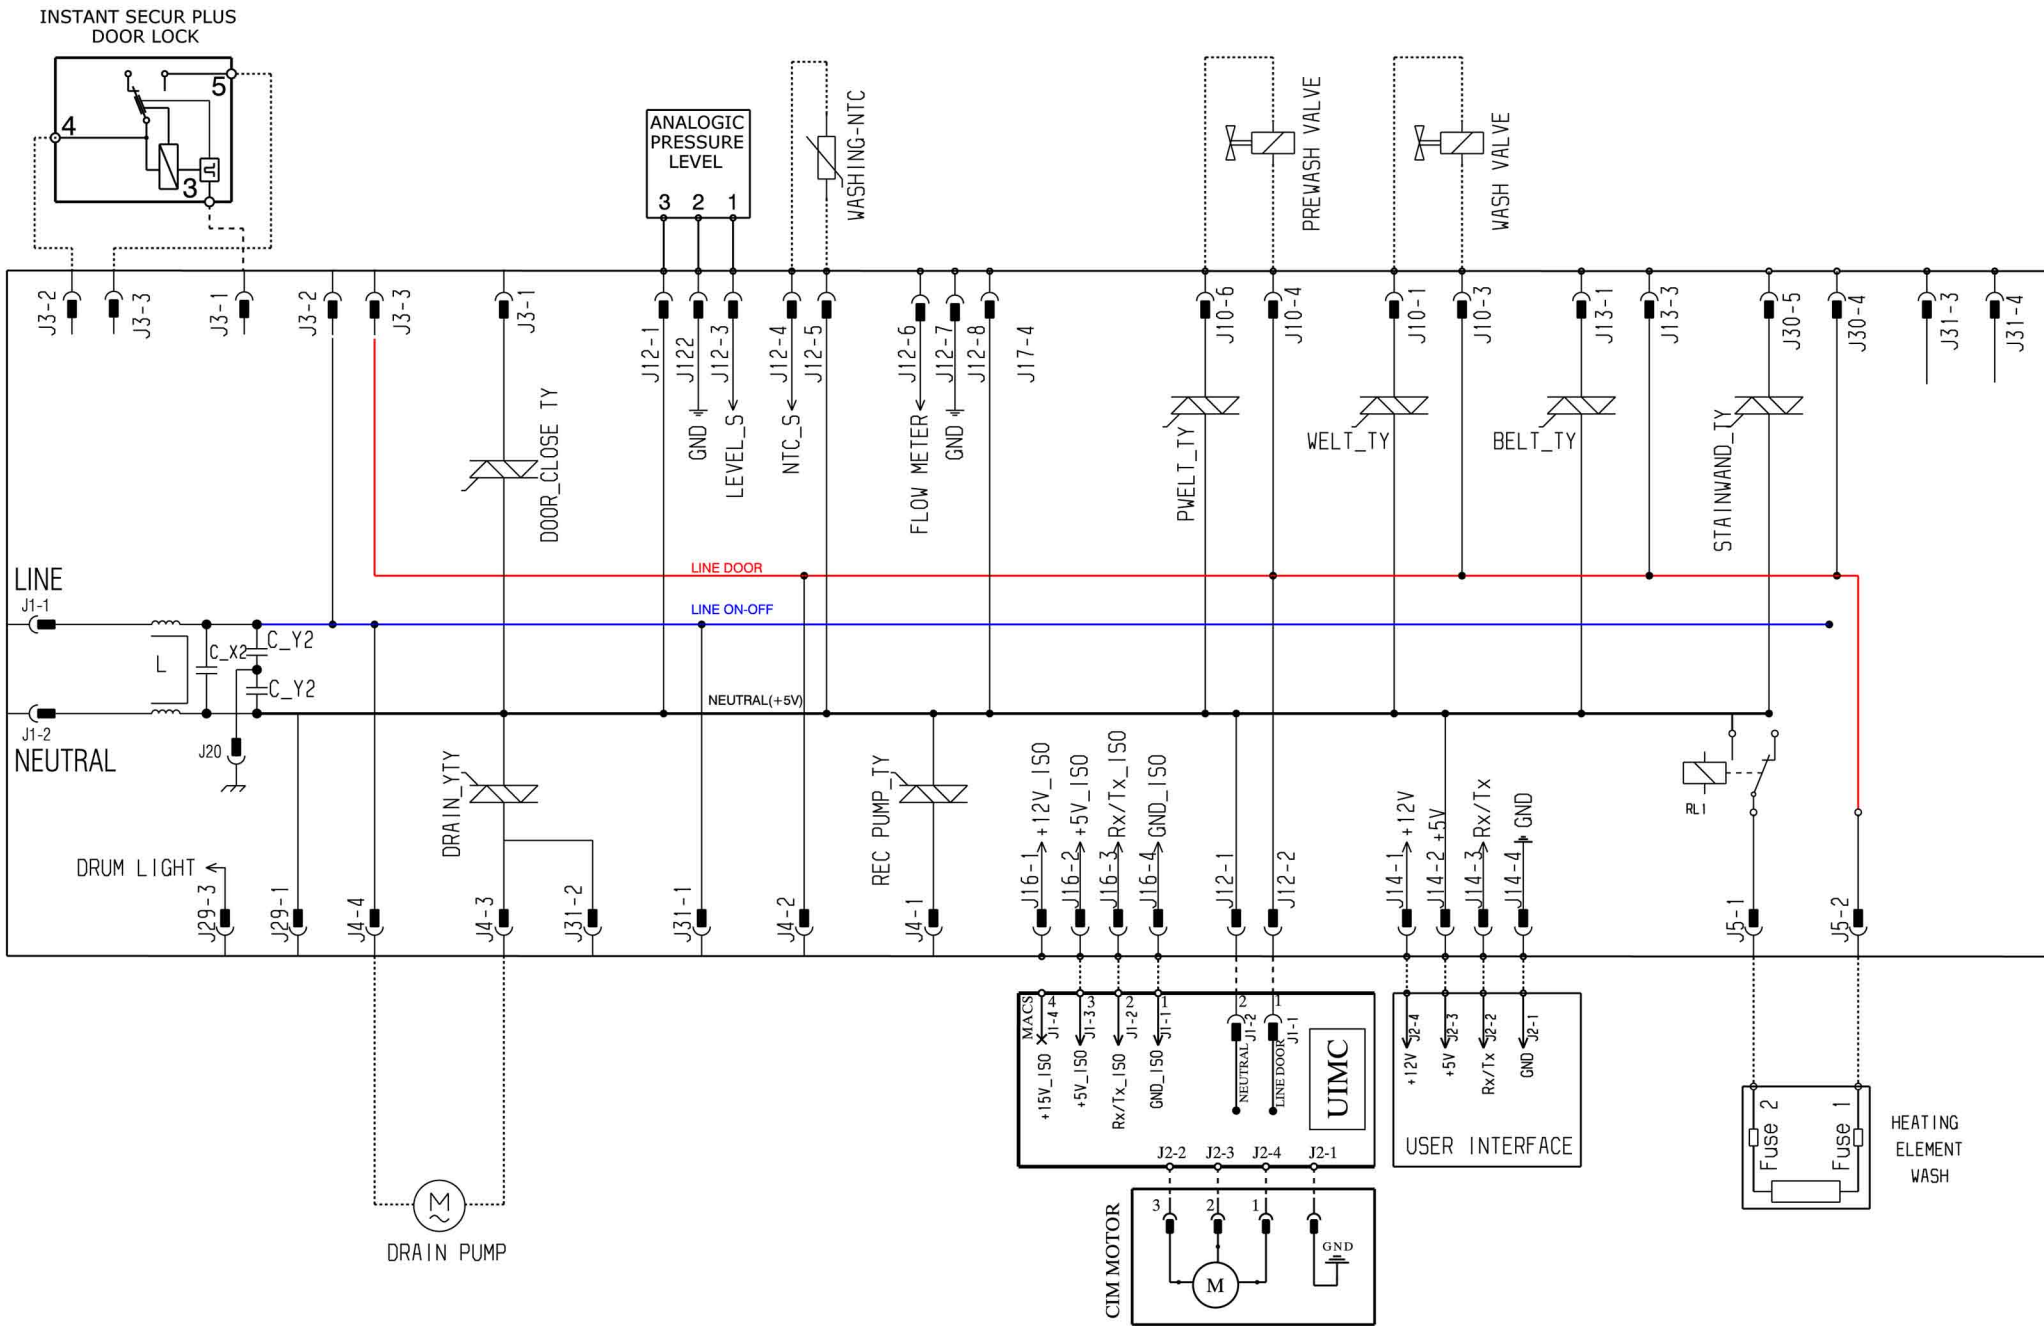 INSTANT SECUR PLUS
DOOR LOCK
5
4
3
ANALOGIC
PRESSURE
LEVEL
3 2 1
WASHING-NTC
PREWASH VALVE
WASH VALVE
J3-2
J3-3
J3-1
J3-2
J3-3
J3-1
J12-1
J122
J12-3
J12-4
J12-5
J12-6
J12-7
J12-8
J17-4
J10-6
J10-4
J10-1
J10-3
J13-1
J13-3
J30-5
J30-4
J31-3
J31-4
DOOR_CLOSE TY
GND
LEVEL_S
NTC_S
FLOW METER
GND
PWELT_TY
WELT_TY
BELT_TY
STAINWAND_TY
LINE
J1-1
LINE DOOR
LINE ON-OFF
L
C_X2
C_Y2
C_Y2
NEUTRAL(+5V)
J1-2
NEUTRAL
J20
DRAIN_YTY
REC PUMP_TY
+12V_ISO
+5V_ISO
Rx/Tx_ISO
GND_ISO
+12V
+5V
Rx/Tx
GND
RL1
DRUM LIGHT
J29-3
J29-1
J4-4
J4-3
J31-2
J31-1
J4-2
J4-1
J16-1
J16-2
J16-3
J16-4
J12-1
J12-2
J14-1
J14-2
J14-3
J14-4
J5-1
J5-2
MACS
4 3 2 1 2 1
J1-4
J1-3
J1-2
J1-1
J1-2
J1-1
+15V_ISO
+5V_ISO
Rx/Tx_ISO
GND_ISO
NEUTRAL
LINE DOOR
UIMC
J2-4
J2-3
J2-2
J2-1
+12V
+5V
Rx/Tx
GND
USER INTERFACE
Fuse 2
Fuse 1
HEATING
ELEMENT
WASH
J2-2 J2-3 J2-4 J2-1
M
DRAIN PUMP
CIM MOTOR
3 2 1
GND
M